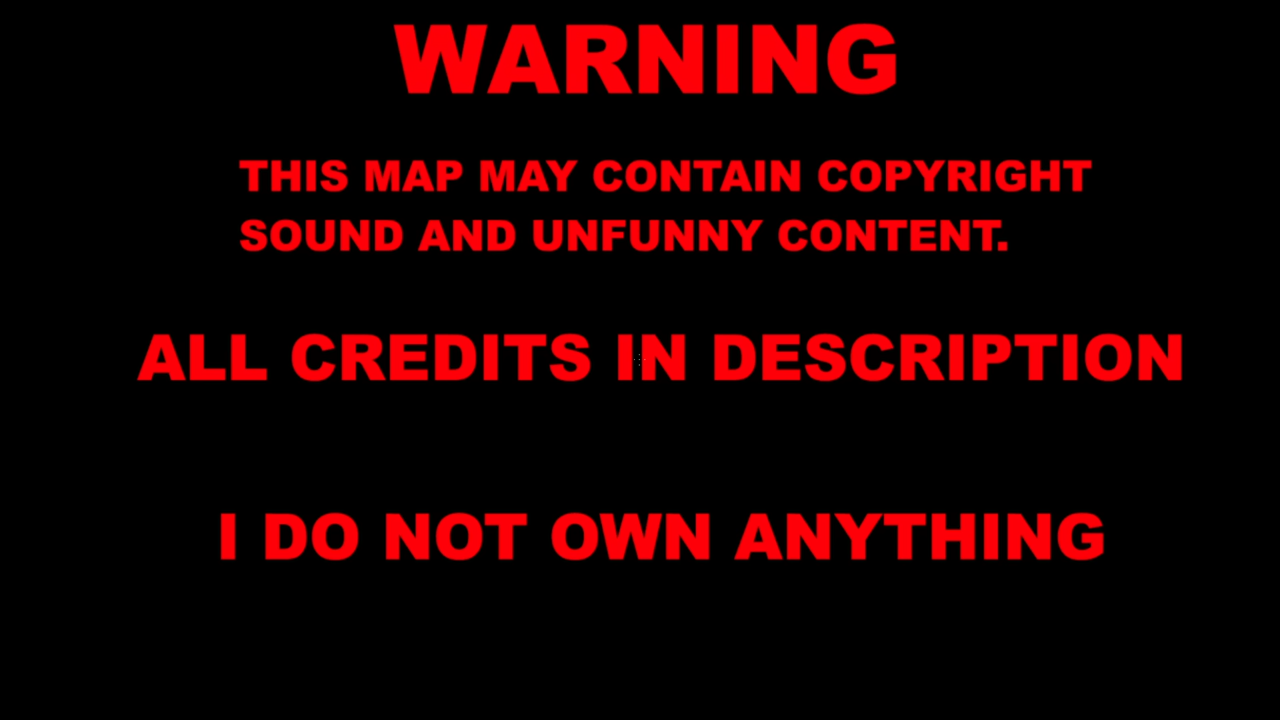 WARNING
THIS MAP MAY CONTAIN COPYRIGHT
SOUND AND UNFUNNY CONTENT.
ALL CREDITS IN DESCRIPTION
I DO NOT OWN ANYTHING